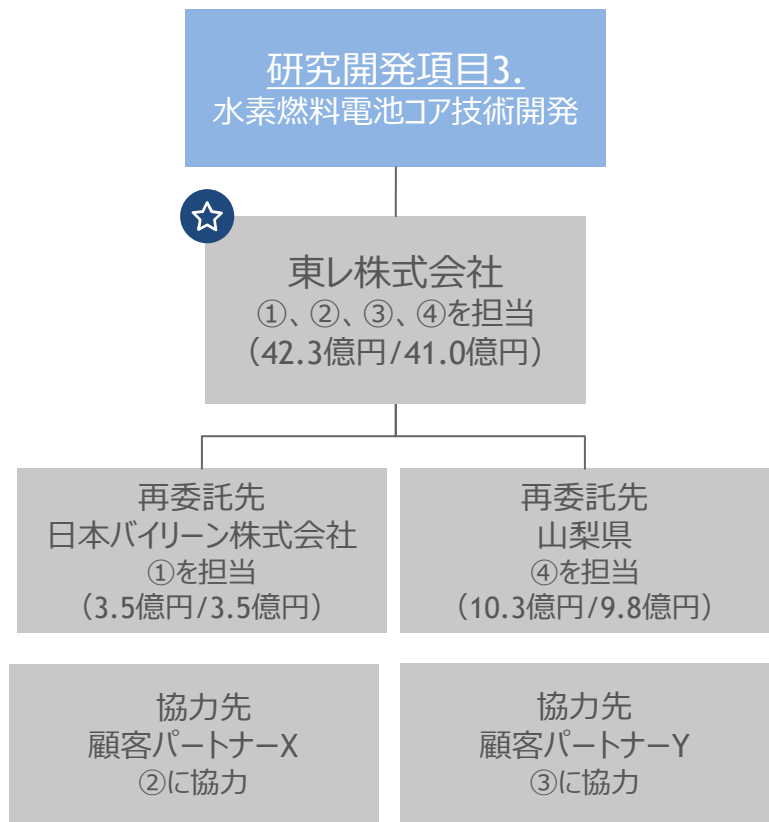 研究開発項目3.
水素燃料電池コア技術開発
東レ株式会社
①、②、③、④を担当
（42.3億円/41.0億円）
再委託先
日本バイリーン株式会社
①を担当
（3.5億円/3.5億円）
再委託先
山梨県
④を担当
（10.3億円/9.8億円）
協力先
顧客パートナーX
②に協力
協力先
顧客パートナーY
③に協力